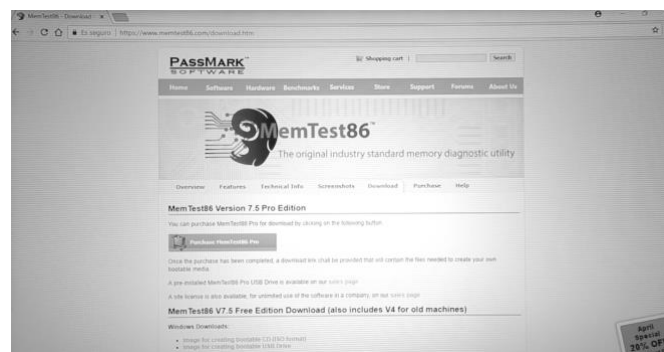 MemTest86 - Download
Es seguro | https://www.memtest86.com/download.htm
PASSMARK™
SOFTWARE
Shopping cart | Search
Home Software Hardware Benchmarks Services Store Support Forums About Us
MemTest86™
The original industry standard memory diagnostic utility
Overview Features Technical Info Screenshots Download Purchase Help
MemTest86 Version 7.5 Pro Edition
You can purchase MemTest86 Pro for download by clicking on the following button
Purchase MemTest86 Pro
Once the purchase has been completed, a download link shall be provided that will contain the files needed to create your own
bootable media.
A pre-installed MemTest86 Pro USB Drive is available on our sales page
A site license is also available, for unlimited use of the software in a company, on our sales page
MemTest86 V7.5 Free Edition Download (also includes V4 for old machines)
Windows Downloads
Image for creating bootable CD (ISO format)
Image for creating bootable USB Drive
April
Special
20% OF